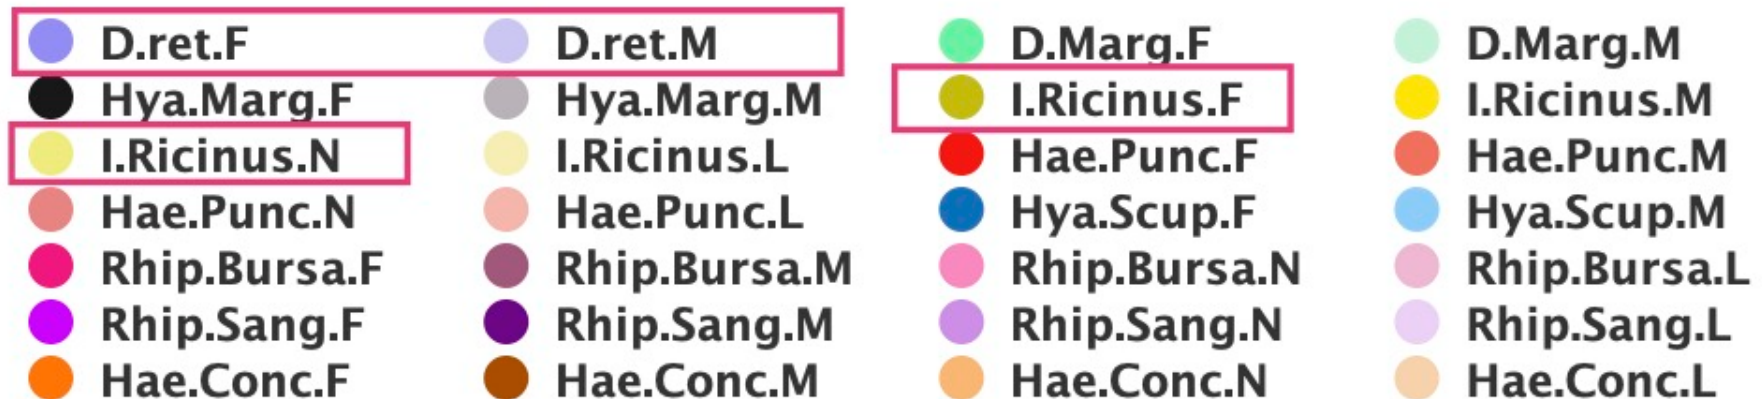 D.ret.F D.ret.M D.Marg.F D.Marg.M
Hya.Marg.F Hya.Marg.M I.Ricinus.F I.Ricinus.M
I.Ricinus.N I.Ricinus.L Hae.Punc.F Hae.Punc.M
Hae.Punc.N Hae.Punc.L Hya.Scup.F Hya.Scup.M
Rhip.Bursa.F Rhip.Bursa.M Rhip.Bursa.N Rhip.Bursa.L
Rhip.Sang.F Rhip.Sang.M Rhip.Sang.N Rhip.Sang.L
Hae.Conc.F Hae.Conc.M Hae.Conc.N Hae.Conc.L